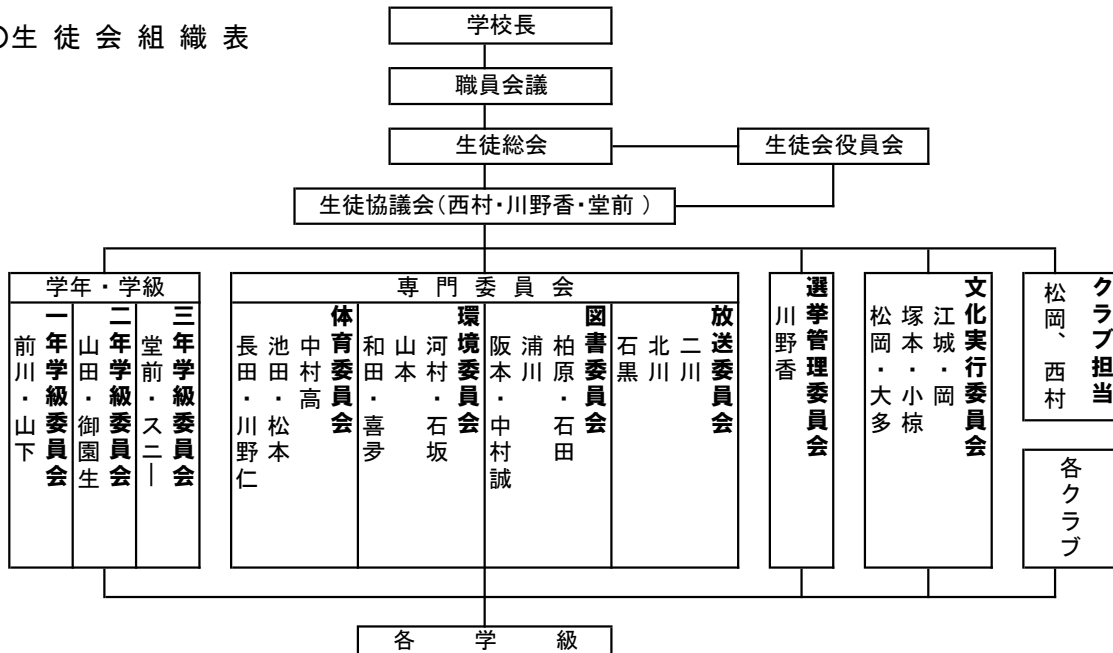 ○生徒会組織表
学校長
職員会議
生徒総会
生徒会役員会
生徒協議会(西村・川野香・堂前 )
学年・学級
三年学級委員会
堂前・スニー
二年学級委員会
山田・御園生
一年学級委員会
前川・山下
専門委員会
放送委員会
二川
北川
石黒
図書委員会
柏原・石田
浦川
阪本・中村誠
環境委員会
河村・石坂
山本
和田・喜多
体育委員会
中村高
池田・松本
長田・川野仁
選挙管理委員会
川野香
文化実行委員会
江城・岡
塚本・小椋
松岡・大多
クラブ担当
松岡、西村
各クラブ
各学級